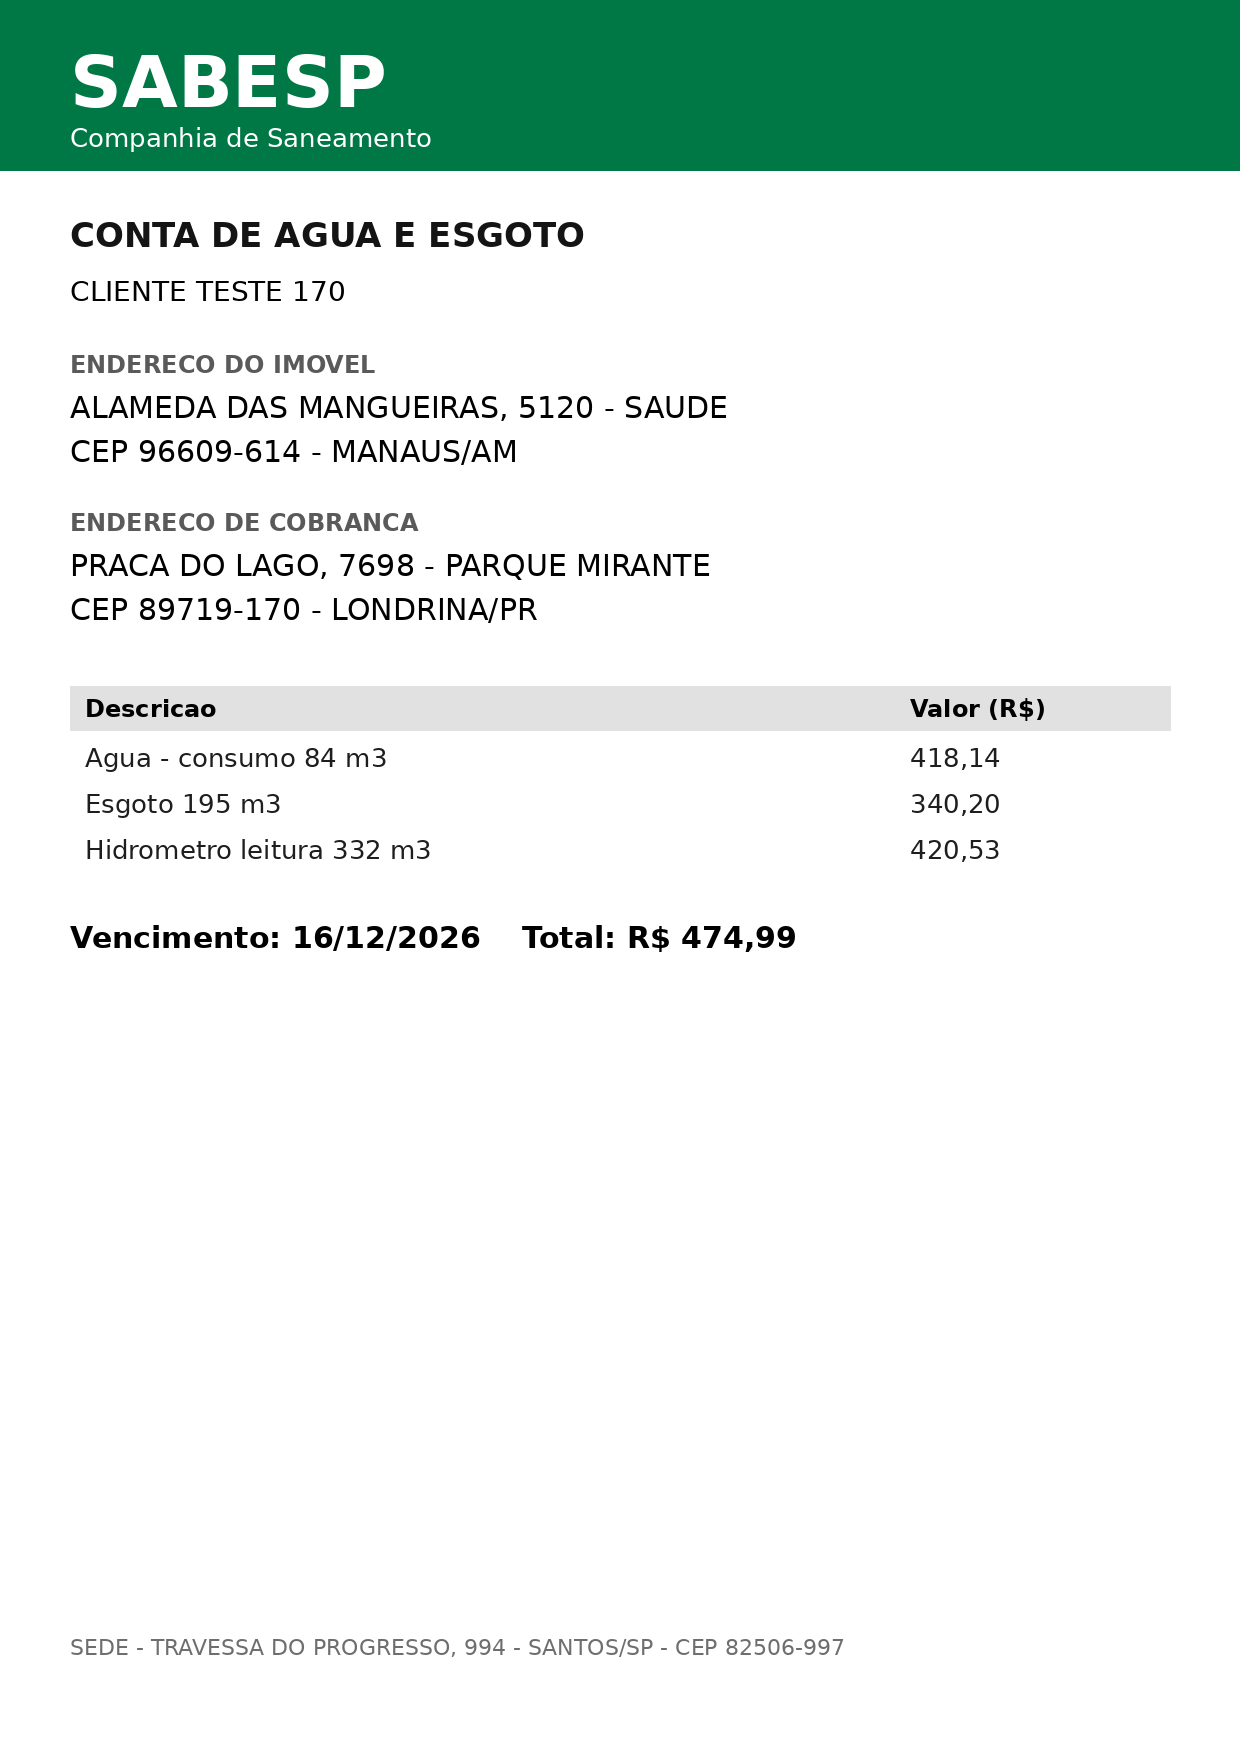 SABESP
Companhia de Saneamento
CONTA DE AGUA E ESGOTO
CLIENTE TESTE 170
ENDERECO DO IMOVEL
ALAMEDA DAS MANGUEIRAS, 5120 - SAUDE
CEP 96609-614 - MANAUS/AM
ENDERECO DE COBRANCA
PRACA DO LAGO, 7698 - PARQUE MIRANTE
CEP 89719-170 - LONDRINA/PR
Descricao Valor (R$)
Agua - consumo 84 m3 418,14
Esgoto 195 m3 340,20
Hidrometro leitura 332 m3 420,53
Vencimento: 16/12/2026 Total: R$ 474,99
SEDE - TRAVESSA DO PROGRESSO, 994 - SANTOS/SP - CEP 82506-997